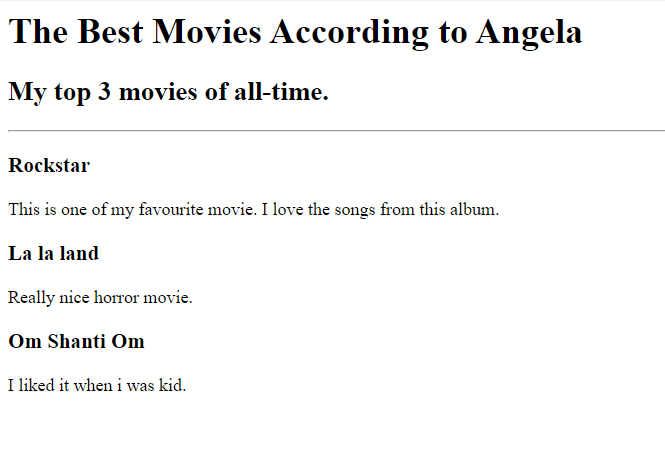 The Best Movies According to Angela
My top 3 movies of all-time.
Rockstar
This is one of my favourite movie. I love the songs from this album.
La la land
Really nice horror movie.
Om Shanti Om
I liked it when i was kid.